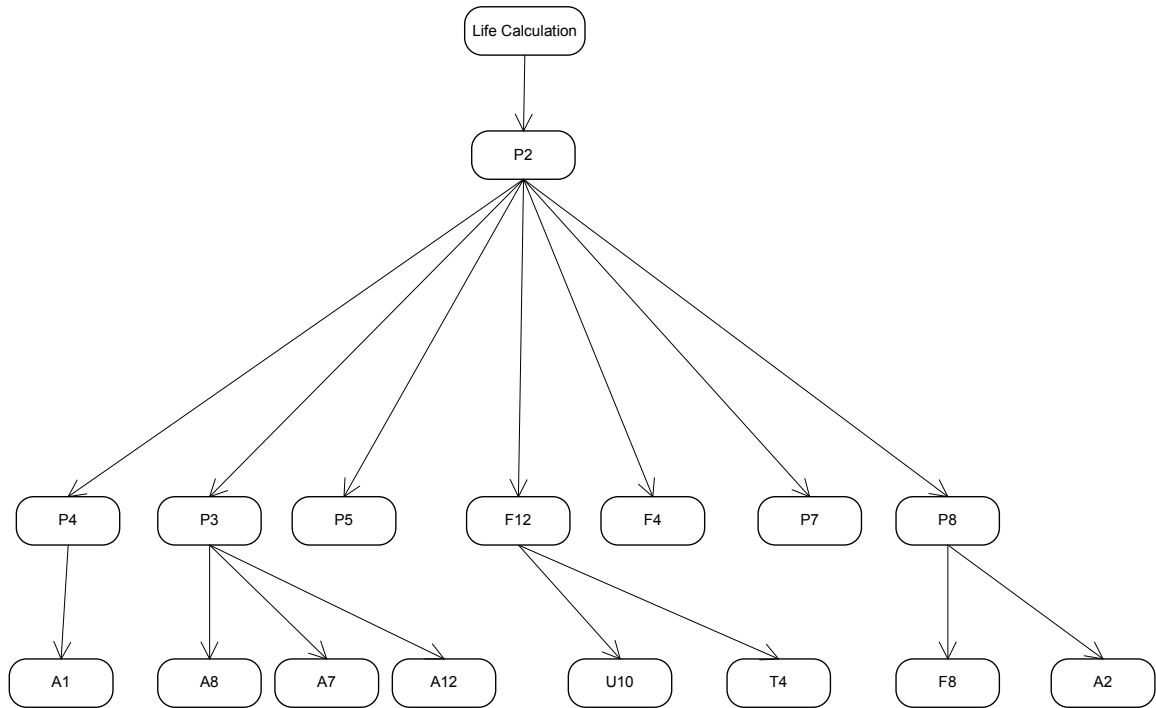 Life Calculation
P2
P4
P3
P5
F12
F4
P7
P8
A1
A8
A7
A12
U10
T4
F8
A2